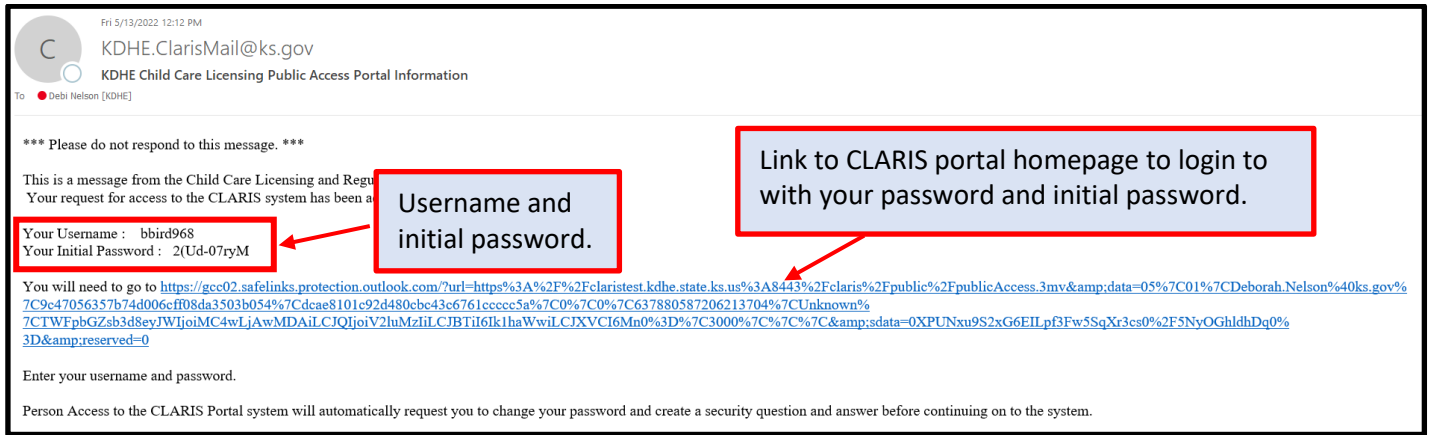 Fri 5/13/2022 12:12 PM
C
KDHE.ClarisMail@ks.gov
KDHE Child Care Licensing Public Access Portal Information
To Debi Nelson [KDHE]
*** Please do not respond to this message. ***
This is a message from the Child Care Licensing and Regu
Your request for access to the CLARIS system has been a
Your Username : bbird968
Your Initial Password : 2(Ud-07ryM
Username and
initial password.
Link to CLARIS portal homepage to login to
with your password and initial password.
You will need to go to https://gcc02.safelinks.protection.outlook.com/?url=https%3A%2F%2Fclaristest.kdhe.state.ks.us%3A8443%2Fclaris%2Fpublic%2FpublicAccess.3mv&amp;data=05%7C01%7CDeborah.Nelson%40ks.gov%
7C9c47056357b74d006cff08da3503b054%7Cdcae8101c92d480cbc43c6761ccccc5a%7C0%7C0%7C637880587206213704%7CUnknown%
7CTWFpbGZsb3d8eyJWIjoiMC4wLjAwMDAiLCJQIjoiV2luMzIiLCJBTiI6Ik1haWwiLCJXVCI6Mn0%3D%7C3000%7C%7C%7C&amp;sdata=0XPUNxu9S2xG6EILpf3Fw5SqXr3cs0%2F5NyOGhldhDq0%
3D&amp;reserved=0
Enter your username and password.
Person Access to the CLARIS Portal system will automatically request you to change your password and create a security question and answer before continuing on to the system.